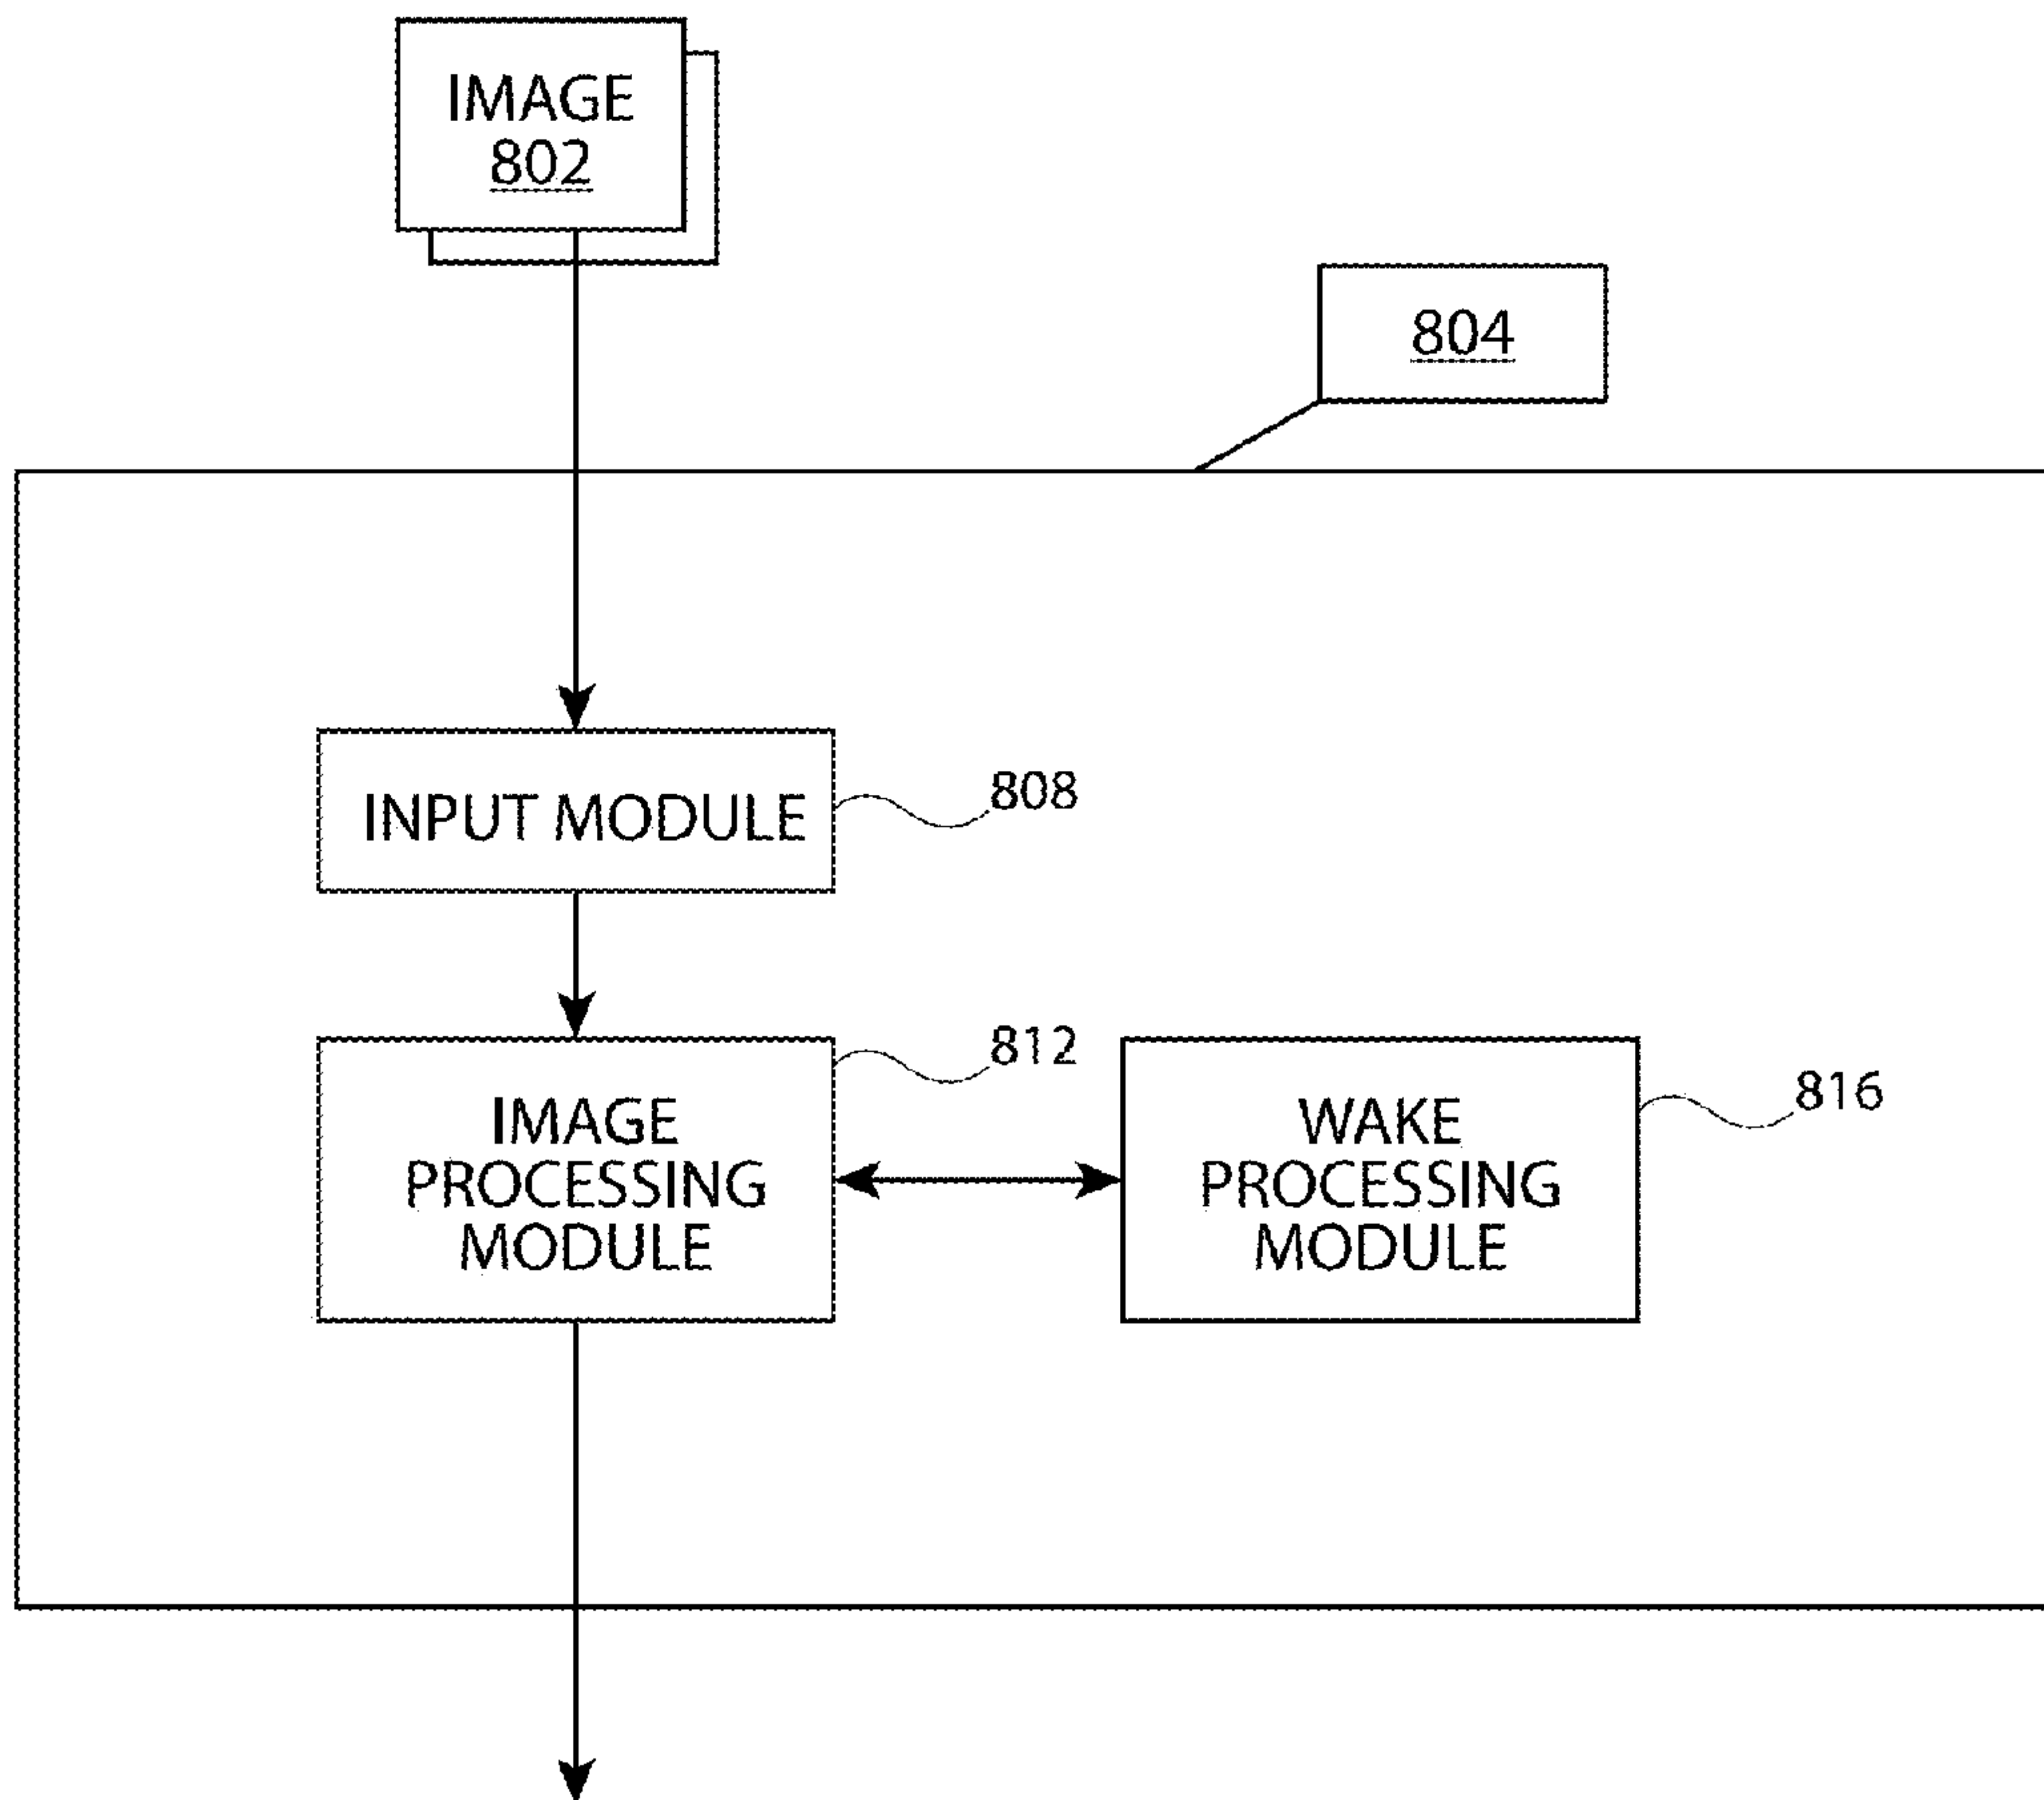 IMAGE
802
804
INPUT MODULE
808
IMAGE
PROCESSING
MODULE
812
WAKE
PROCESSING
MODULE
816